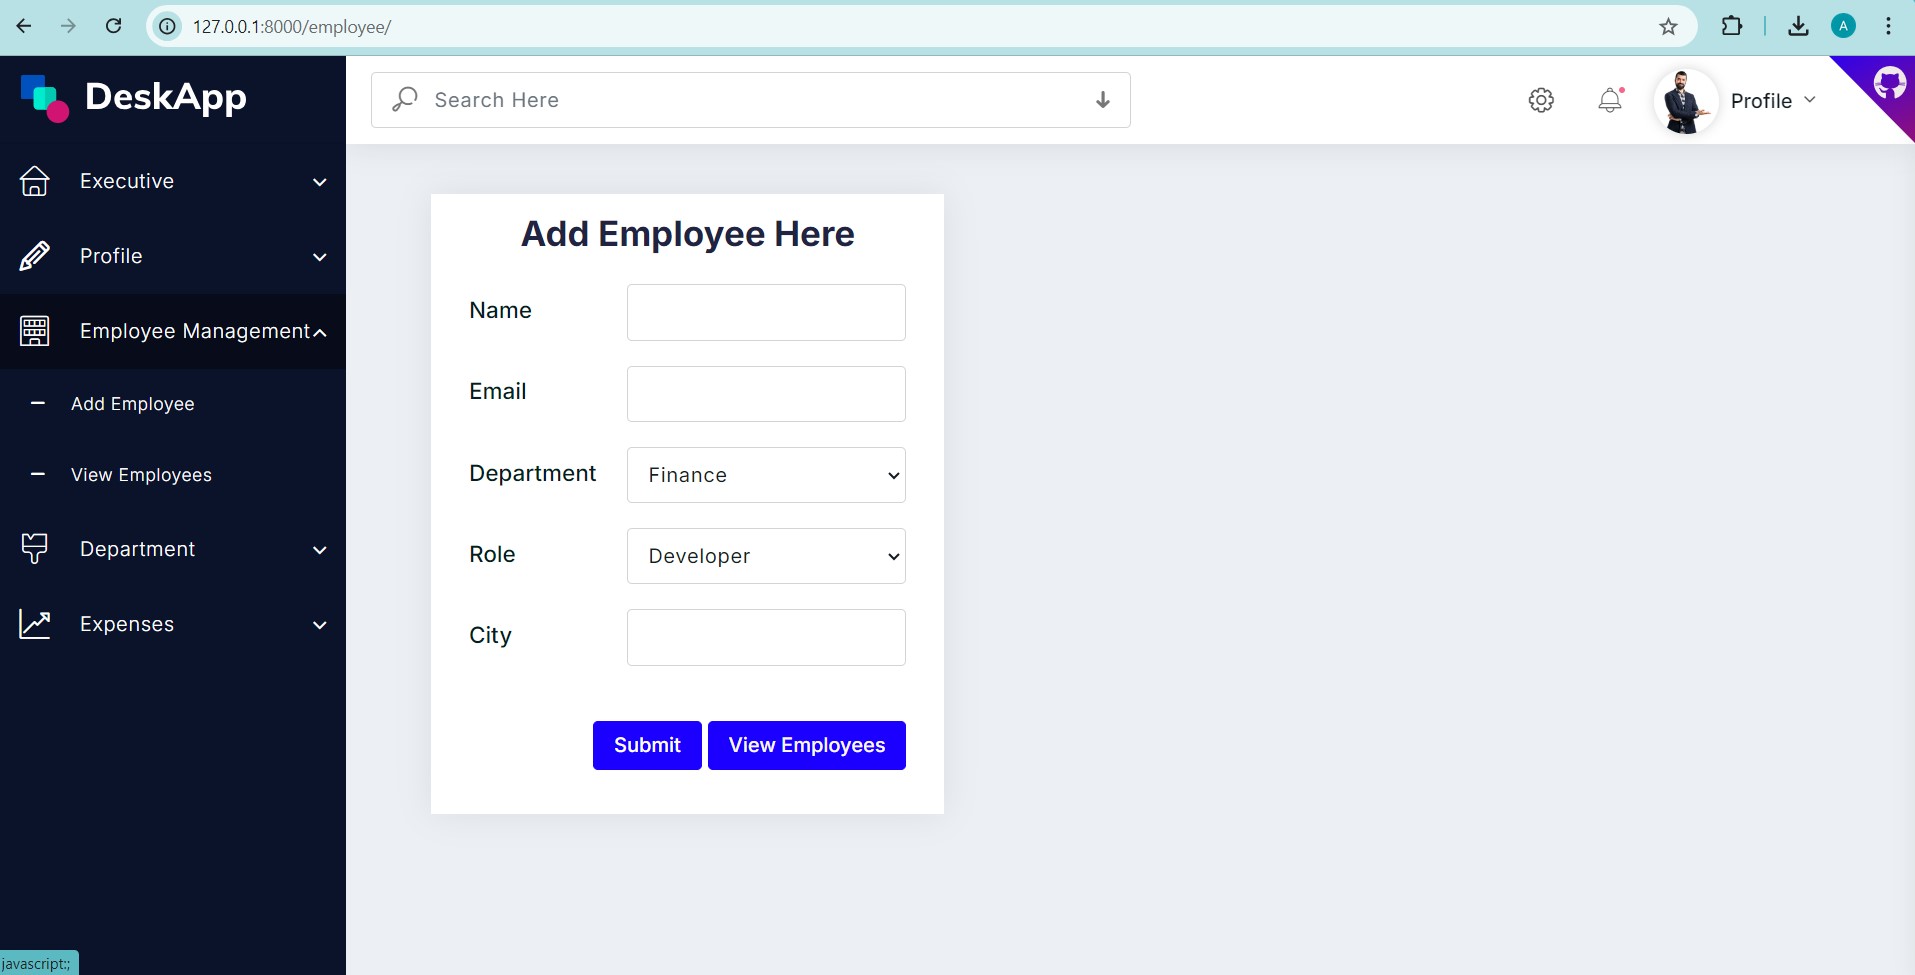 127.0.0.1:8000/employee/
A
DeskApp
Search Here
Profile
Executive
Profile
Employee Management
Add Employee
View Employees
Department
Expenses
Add Employee Here
Name
Email
Department Finance
Role Developer
City
Submit View Employees
javascript:;